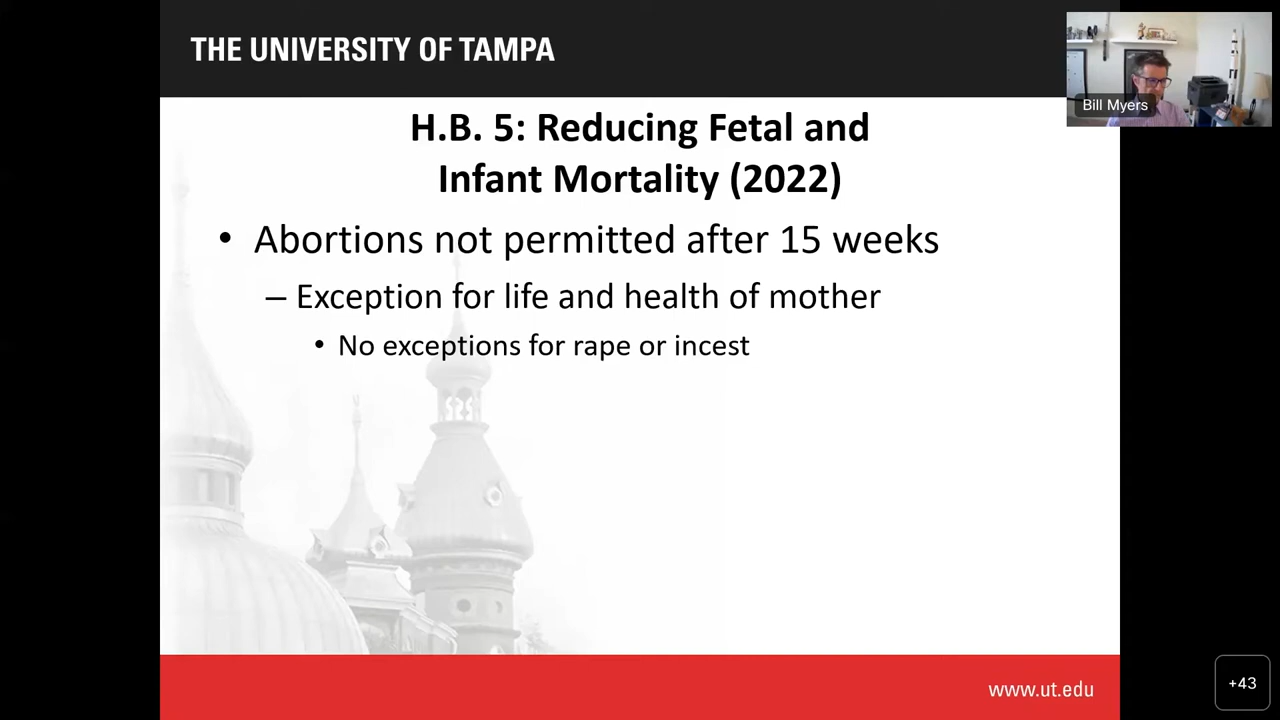 THE UNIVERSITY OF TAMPA
Bill Myers
H.B. 5: Reducing Fetal and
Infant Mortality (2022)
• Abortions not permitted after 15 weeks
– Exception for life and health of mother
• No exceptions for rape or incest
www.ut.edu
+43